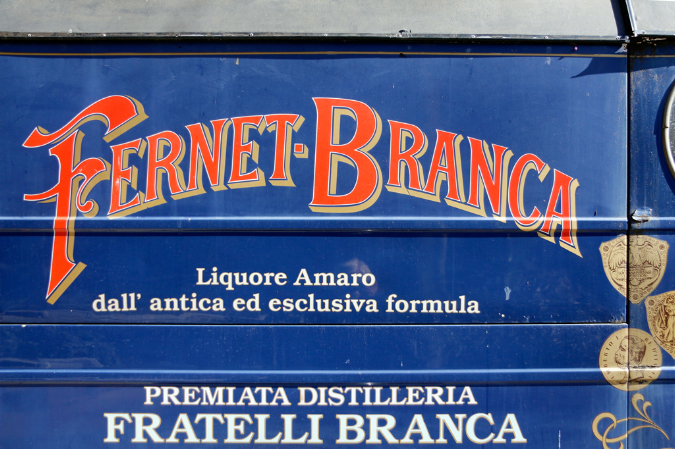 FERNET-BRANCA
Liquore Amaro
dall' antica ed esclusiva formula
PREMIATA DISTILLERIA
FRATELLI BRANCA